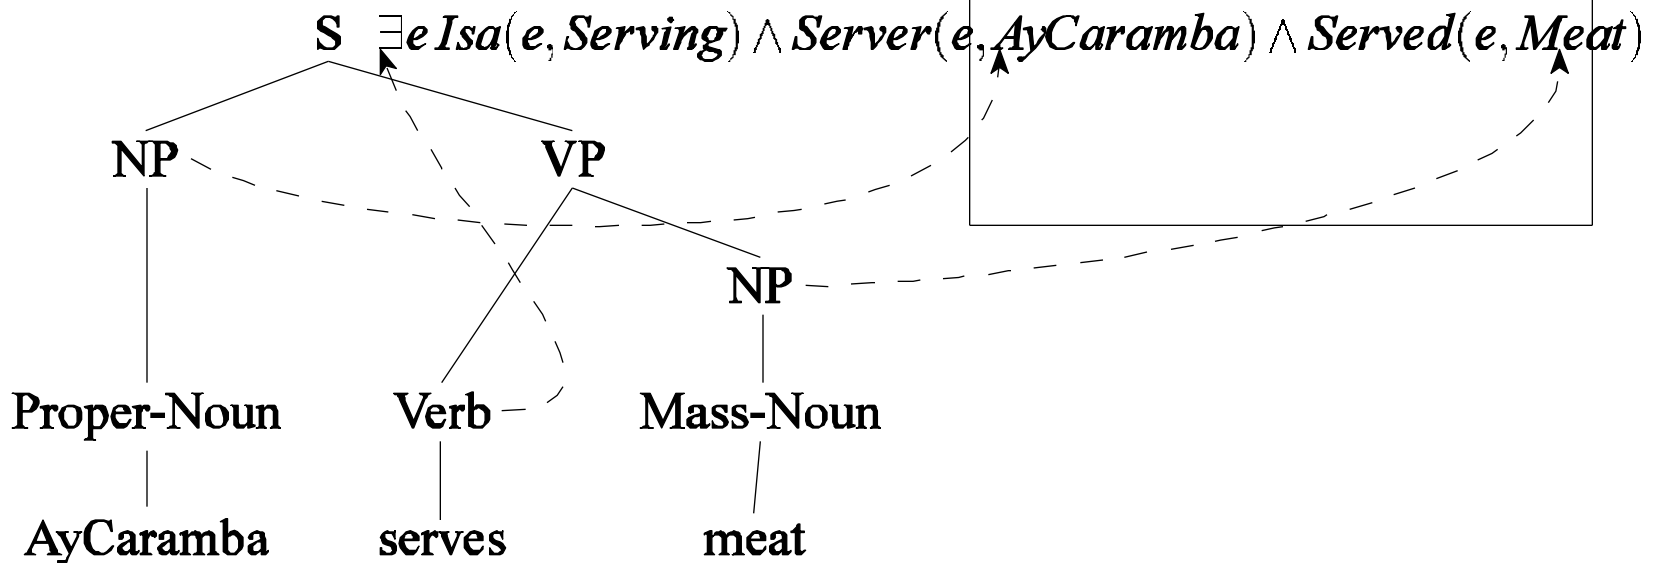 S ∃e Isa(e, Serving) ∧ Server(e, AyCaramba) ∧ Served(e, Meat)
NP VP
NP
Proper-Noun Verb Mass-Noun
AyCaramba serves meat